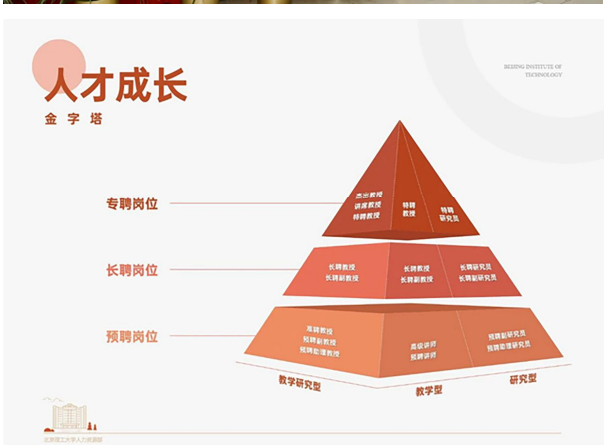 人才成长
金字塔
BEIJING INSTITUTE OF
TECHNOLOGY
专聘岗位
杰出教授
讲席教授
特聘教授
特聘
教授
特聘
研究员
长聘岗位
长聘教授
长聘副教授
长聘教授
长聘副教授
长聘研究员
长聘副研究员
预聘岗位
准聘教授
预聘副教授
预聘助理教授
高级讲师
预聘讲师
预聘副研究员
预聘助理研究员
教学研究型
教学型
研究型
北京理工大学人力资源部